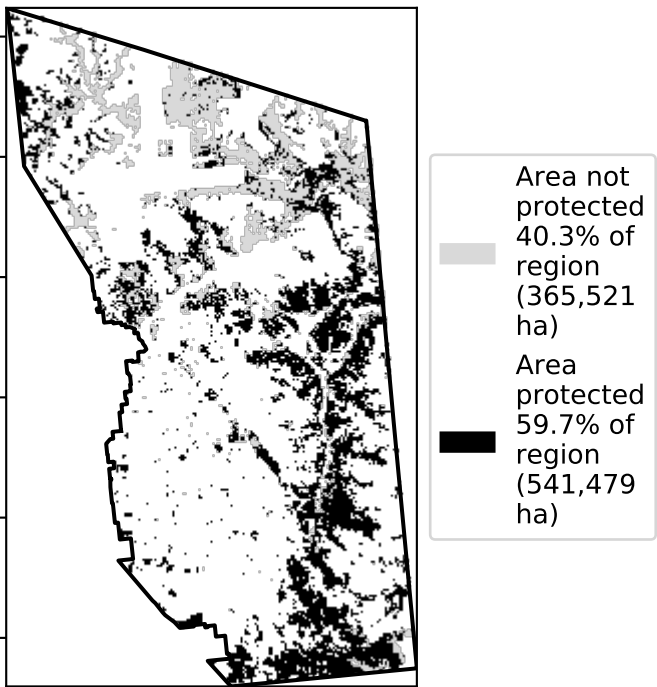 Area not
protected
40.3% of
region
(365,521
ha)
Area
protected
59.7% of
region
(541,479
ha)